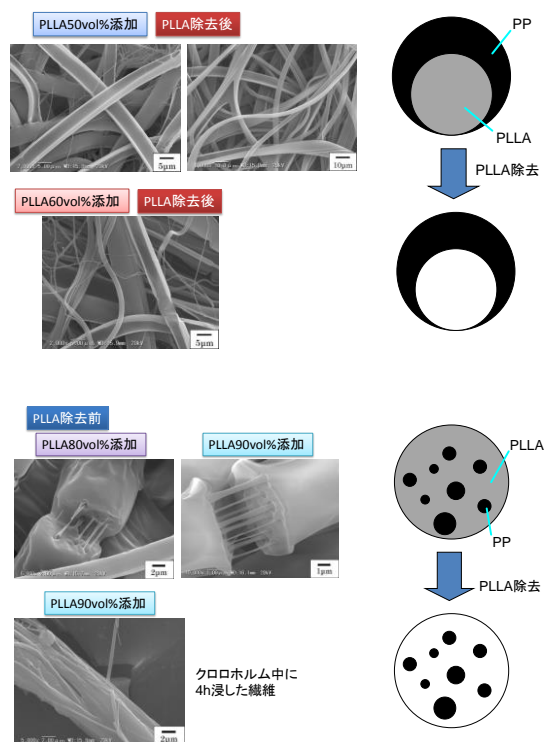 PLLA50vol%添加
PLLA除去後
PP
PLLA
5μm
10μm
PLLA除去
PLLA60vol%添加
PLLA除去後
5μm
PLLA除去前
PLLA80vol%添加
PLLA90vol%添加
PLLA
PP
2μm
1μm
PLLA除去
PLLA90vol%添加
クロロホルム中に
4h浸した繊維
2μm